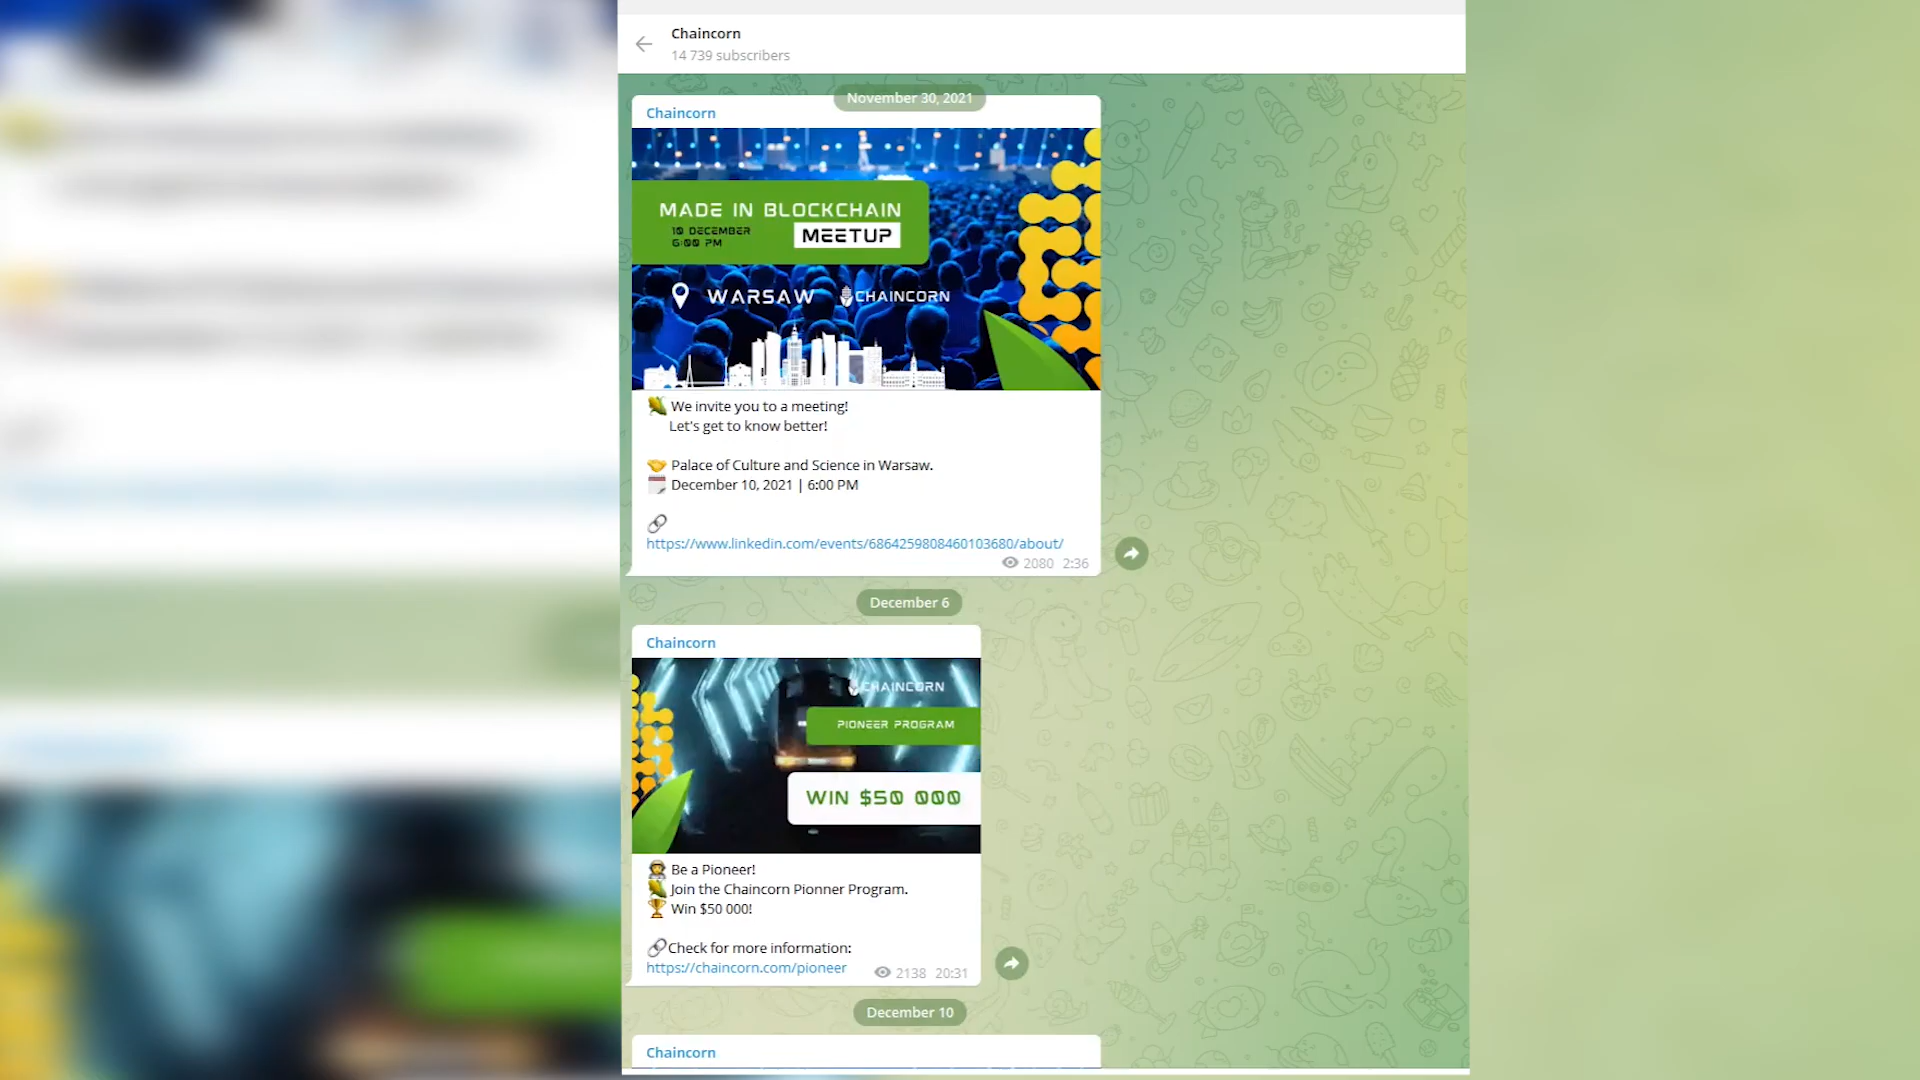 Chaincorn
14 739 subscribers
November 30, 2021
Chaincorn
MADE IN BLOCKCHAIN
10 DECEMBER
6:00 PM
MEETUP
WARSAW
CHAINCORN
We invite you to a meeting!
Let's get to know better!
Palace of Culture and Science in Warsaw.
December 10, 2021 | 6:00 PM
https://www.linkedin.com/events/6864259808460103680/about/
2080 2:36
December 6
Chaincorn
CHAINCORN
PIONEER PROGRAM
WIN $50 000
Be a Pioneer!
Join the Chaincorn Pionner Program.
Win $50 000!
Check for more information:
https://chaincorn.com/pioneer
2138 20:31
December 10
Chaincorn